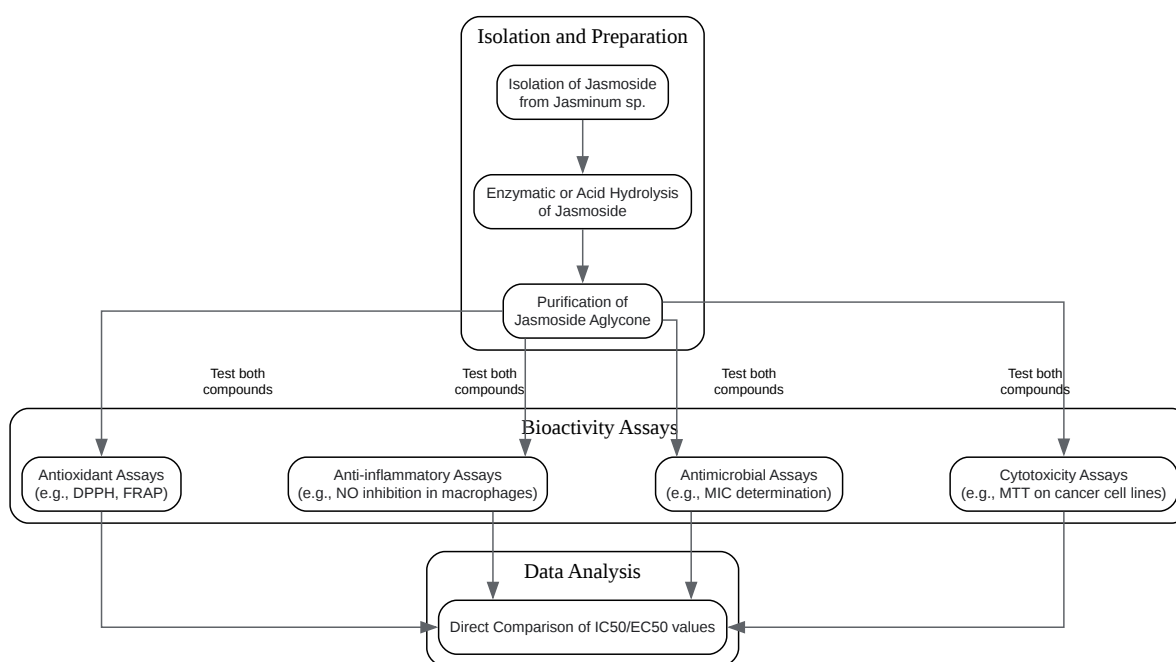 Isolation and Preparation
Isolation of Jasmoside
from Jasminum sp.
Enzymatic or Acid Hydrolysis
of Jasmoside
Purification of
Jasmoside Aglycone
Test both
compounds
Test both
compounds
Test both
compounds
Test both
compounds
Bioactivity Assays
Antioxidant Assays
(e.g., DPPH, FRAP)
Anti-inflammatory Assays
(e.g., NO inhibition in macrophages)
Antimicrobial Assays
(e.g., MIC determination)
Cytotoxicity Assays
(e.g., MTT on cancer cell lines)
Data Analysis
Direct Comparison of IC50/EC50 values